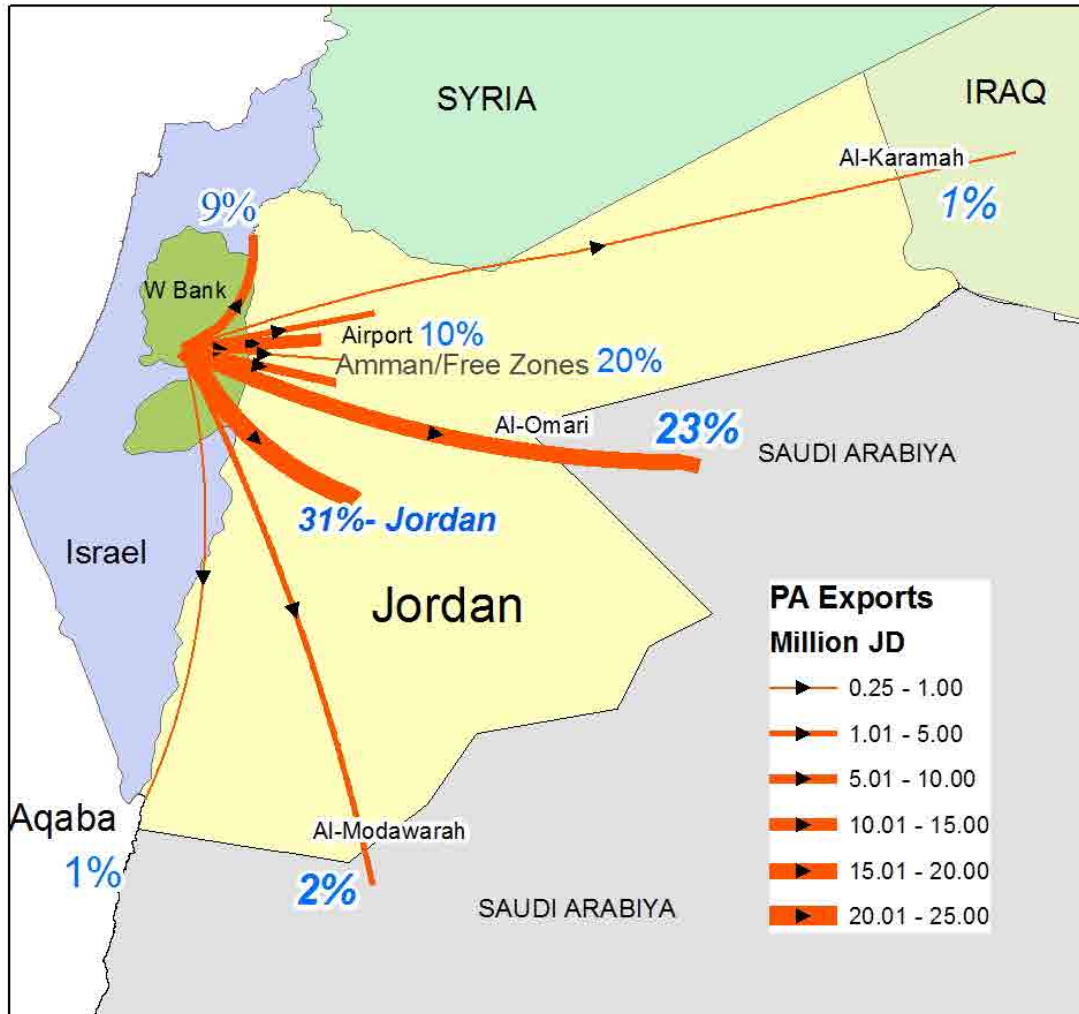 SYRIA
IRAQ
Al-Karamah
1%
9%
W Bank
Airport 10%
Amman/Free Zones 20%
Al-Omari
23%
SAUDI ARABIYA
31%- Jordan
Israel
Jordan
PA Exports
Million JD
0.25 - 1.00
1.01 - 5.00
5.01 - 10.00
10.01 - 15.00
15.01 - 20.00
20.01 - 25.00
Aqaba
1%
Al-Modawarah
2%
SAUDI ARABIYA